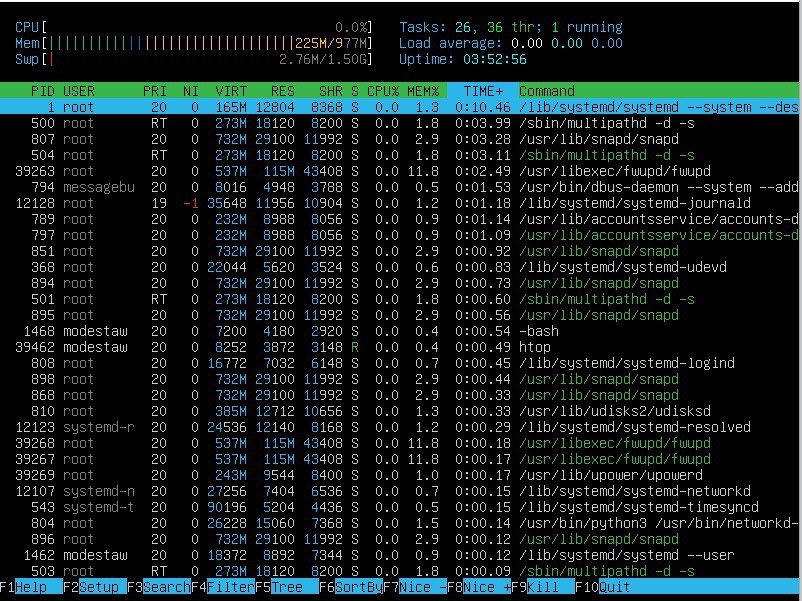 CPU[ 0.0%] Tasks: 26, 36 thr; 1 running
Mem[||||||||||||||||||||||||||||||||225M/977M] Load average: 0.00 0.00 0.00
Swp[| 2.76M/1.50G] Uptime: 03:52:56
PID USER PRI NI VIRT RES SHR S CPU% MEM% TIME+ Command
1 root 20 0 165M 12804 8368 S 0.0 1.3 0:10.46 /lib/systemd/systemd --system --des
500 root RT 0 273M 18120 8200 S 0.0 1.8 0:03.99 /sbin/multipathd -d -s
807 root 20 0 732M 29100 11992 S 0.0 2.9 0:03.28 /usr/lib/snapd/snapd
504 root RT 0 273M 18120 8200 S 0.0 1.8 0:03.11 /sbin/multipathd -d -s
39263 root 20 0 537M 115M 43408 S 0.0 11.8 0:02.49 /usr/libexec/fwupd/fwupd
794 messagebu 20 0 8016 4948 3788 S 0.0 0.5 0:01.53 /usr/bin/dbus-daemon --system --add
12128 root 19 -1 35648 11956 10904 S 0.0 1.2 0:01.18 /lib/systemd/systemd-journald
789 root 20 0 232M 8988 8056 S 0.0 0.9 0:01.14 /usr/lib/accountsservice/accounts-d
797 root 20 0 232M 8988 8056 S 0.0 0.9 0:01.09 /usr/lib/accountsservice/accounts-d
851 root 20 0 732M 29100 11992 S 0.0 2.9 0:00.92 /usr/lib/snapd/snapd
368 root 20 0 22044 5620 3524 S 0.0 0.6 0:00.83 /lib/systemd/systemd-udevd
894 root 20 0 732M 29100 11992 S 0.0 2.9 0:00.73 /usr/lib/snapd/snapd
501 root RT 0 273M 18120 8200 S 0.0 1.8 0:00.60 /sbin/multipathd -d -s
895 root 20 0 732M 29100 11992 S 0.0 2.9 0:00.56 /usr/lib/snapd/snapd
1468 modestaw 20 0 7200 4180 2920 S 0.0 0.4 0:00.54 -bash
39462 modestaw 20 0 8252 3872 3148 R 0.0 0.4 0:00.49 htop
808 root 20 0 16772 7032 6148 S 0.0 0.7 0:00.45 /lib/systemd/systemd-logind
898 root 20 0 732M 29100 11992 S 0.0 2.9 0:00.44 /usr/lib/snapd/snapd
868 root 20 0 732M 29100 11992 S 0.0 2.9 0:00.33 /usr/lib/snapd/snapd
810 root 20 0 385M 12712 10656 S 0.0 1.3 0:00.33 /usr/lib/udisks2/udisksd
12123 systemd-r 20 0 24536 12140 8168 S 0.0 1.2 0:00.29 /lib/systemd/systemd-resolved
39268 root 20 0 537M 115M 43408 S 0.0 11.8 0:00.18 /usr/libexec/fwupd/fwupd
39267 root 20 0 537M 115M 43408 S 0.0 11.8 0:00.17 /usr/libexec/fwupd/fwupd
39269 root 20 0 243M 9544 8400 S 0.0 1.0 0:00.17 /usr/lib/upower/upowerd
12107 systemd-n 20 0 27256 7404 6536 S 0.0 0.7 0:00.15 /lib/systemd/systemd-networkd
543 systemd-t 20 0 90196 5204 4436 S 0.0 0.5 0:00.15 /lib/systemd/systemd-timesyncd
804 root 20 0 26228 15060 7368 S 0.0 1.5 0:00.14 /usr/bin/python3 /usr/bin/networkd-
896 root 20 0 732M 29100 11992 S 0.0 2.9 0:00.12 /usr/lib/snapd/snapd
1462 modestaw 20 0 18372 8892 7344 S 0.0 0.9 0:00.12 /lib/systemd/systemd --user
503 root RT 0 273M 18120 8200 S 0.0 1.8 0:00.09 /sbin/multipathd -d -s
F1Help F2Setup F3SearchF4FilterF5Tree F6SortByF7Nice -F8Nice +F9Kill F10Quit